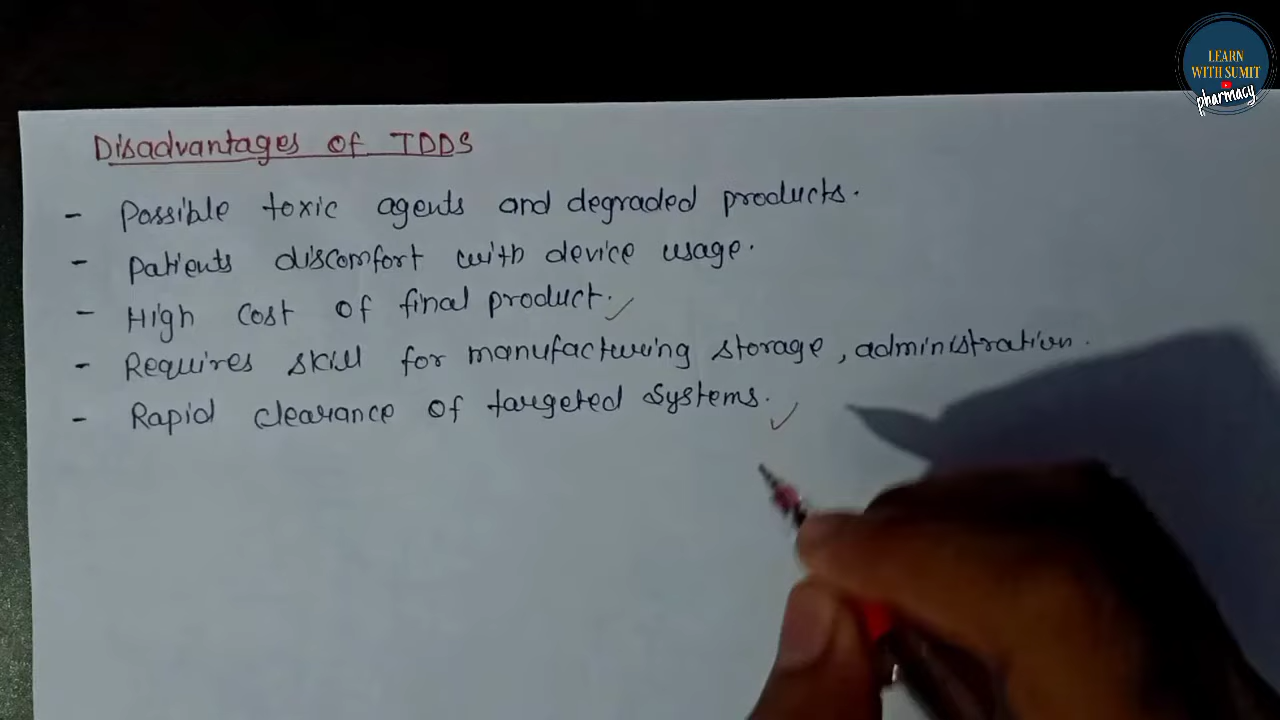 LEARN
WITH SUMIT
pharmacy
Disadvantages of TDDS
- Possible toxic agents and degraded products.
- Patients discomfort with device usage.
- High cost of final product.
- Requires skill for manufacturing storage, administration.
- Rapid clearance of targeted systems.